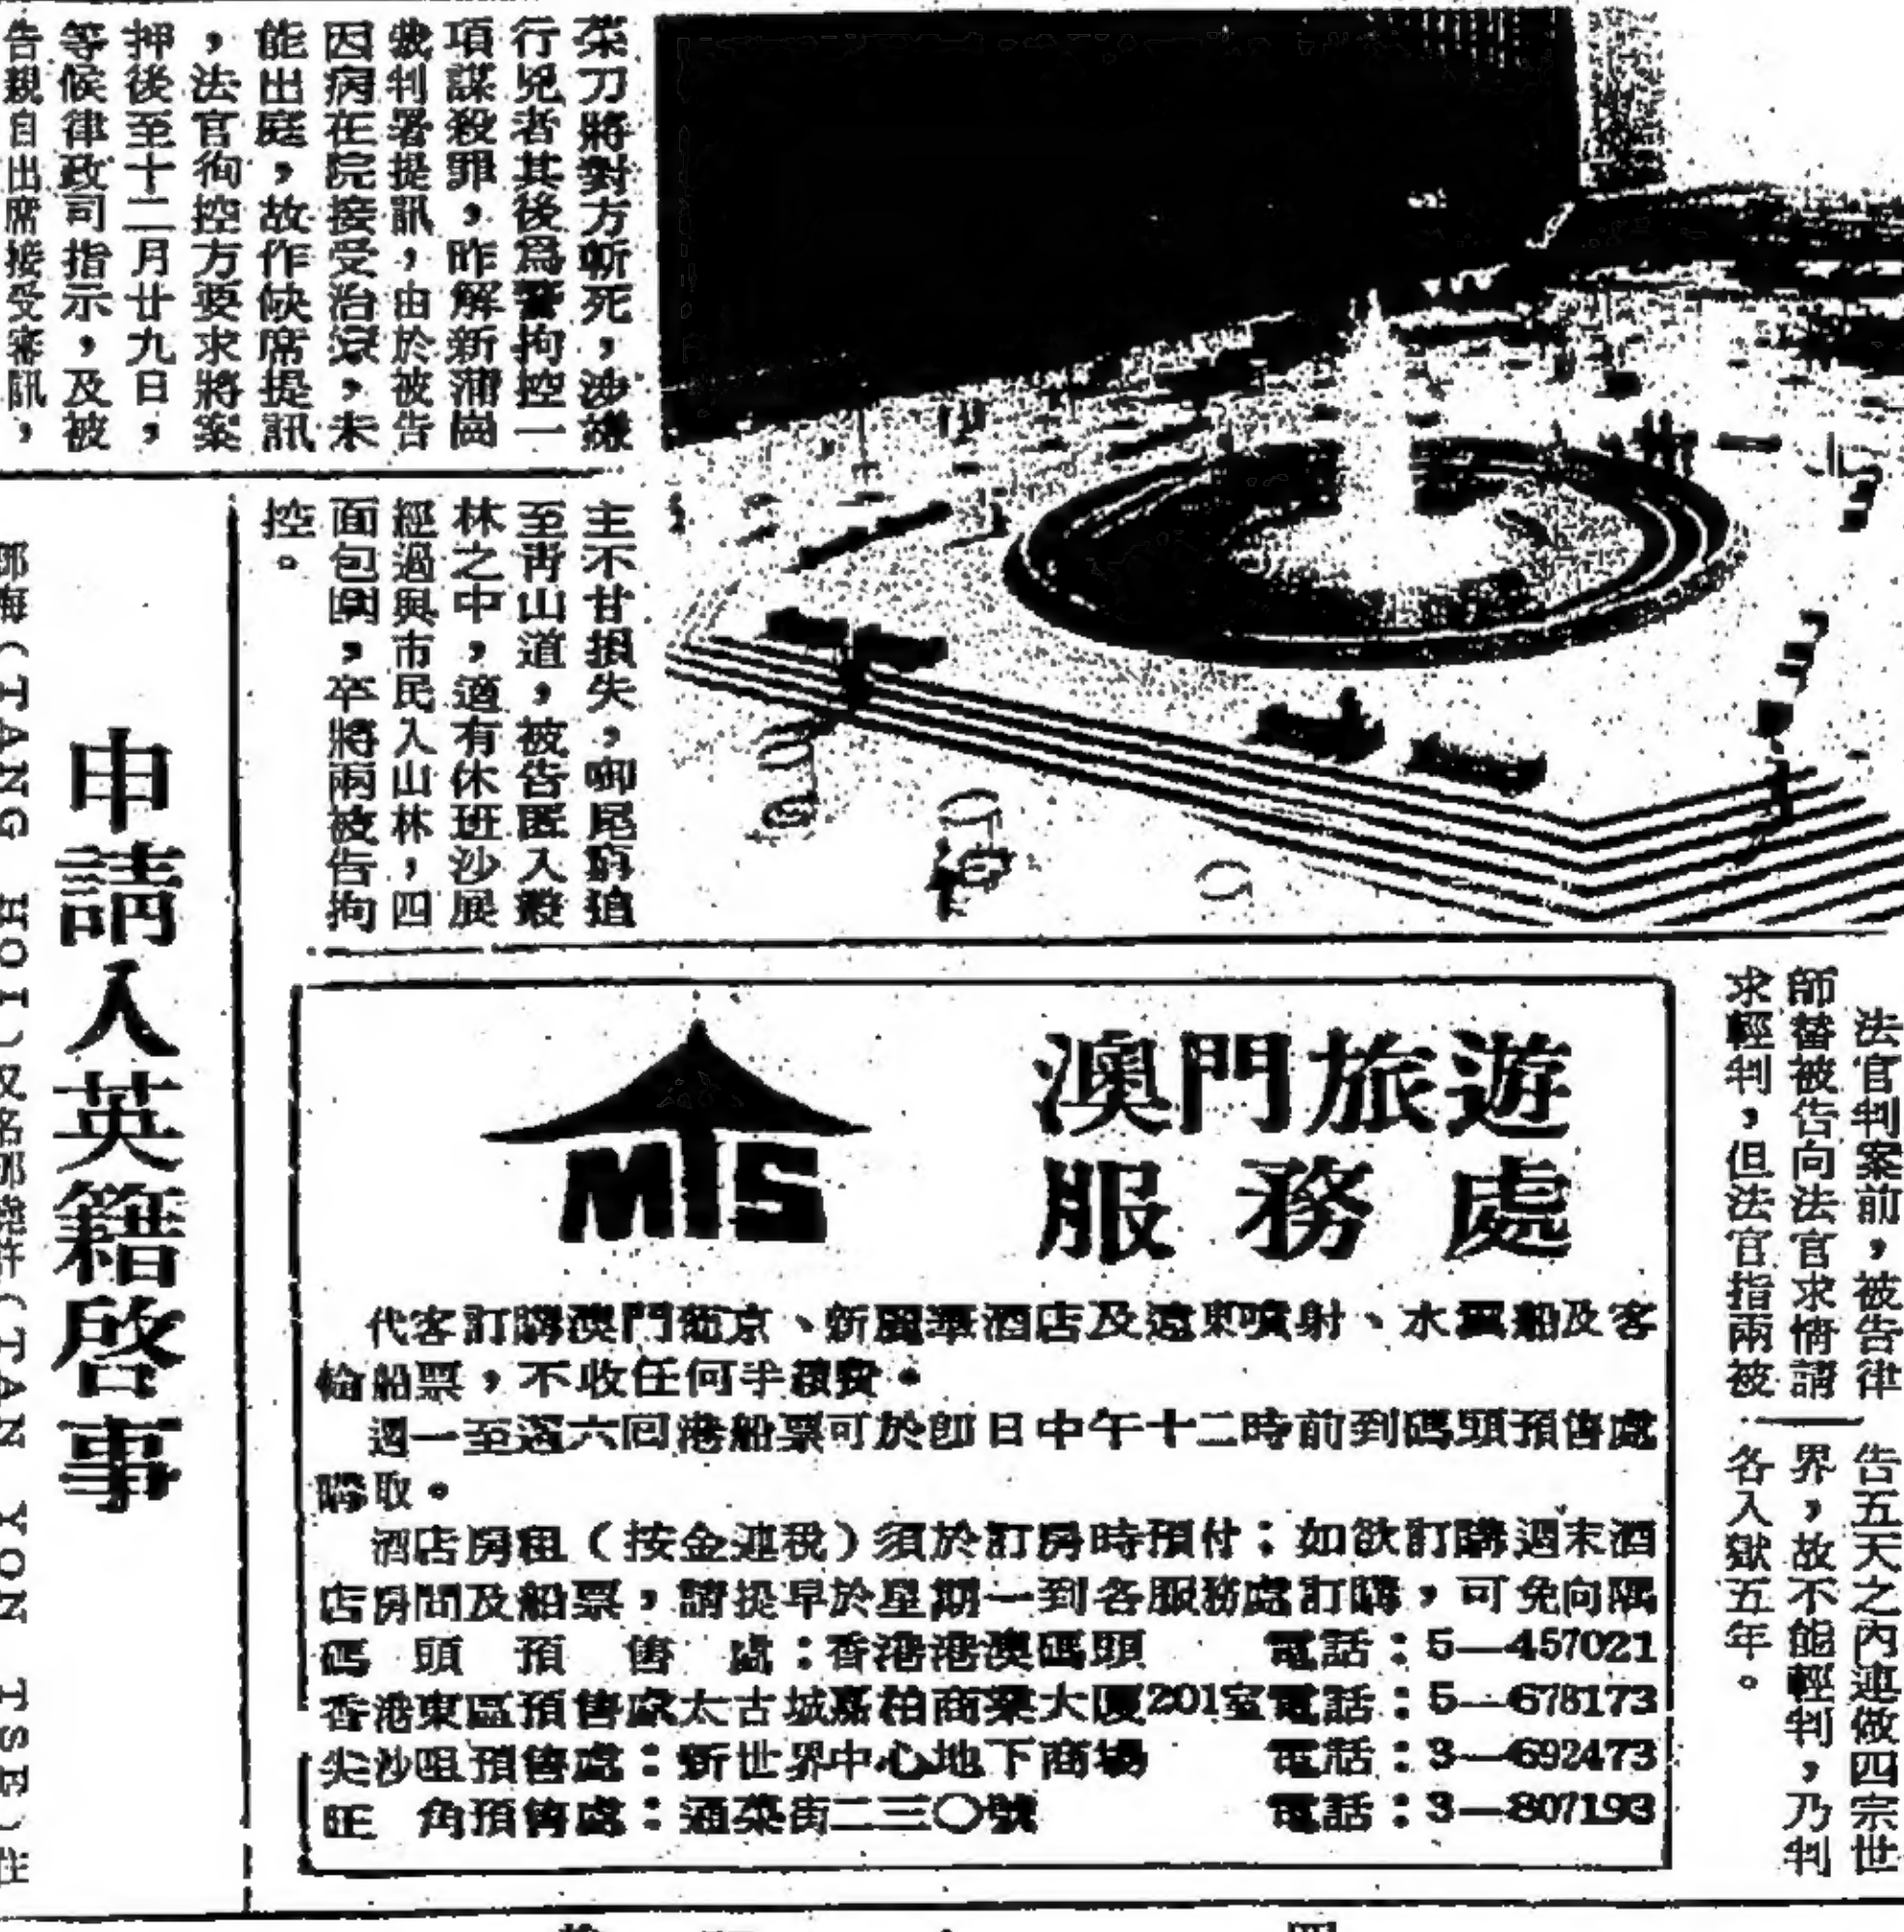 菜刀將對方斬死，涉嫌
行兇者其後爲警拘控一
項謀殺罪，昨解新蒲崗
裁判署提訊，由於被告
因病在院接受治療，未
能出庭，故作缺席提訊
，法官徇控方要求將案
押後至十二月廿九日，
等候律政司指示，及被
告親自出席接受審訊，
主不甘損失，啣尾窮追
至靑山道，被告匿入叢
林之中，適有休班沙展
經過與市民入山林，四
面包圍，卒將兩被告拘
控。
法官判案前，被告律
師替被告向法官求情請
求輕判，但法官指兩被
告五天之內連做四宗世
界，故不能輕判，乃判
各入獄五年。
澳門旅遊
服務處
MTS
代客訂購澳門葡京、新麗華酒店及遠東噴射、水翼船及客
輪船票，不收任何手續費。
週一至週六回港船票可於卽日中午十二時前到碼頭預售處
購取。
酒店房租（按金連稅）須於訂房時預付；如欲訂購週末酒
店房間及船票，請提早於星期一到各服務處訂購，可免向隅
碼頭預售處：香港港澳碼頭 電話：5—457021
香港東區預售處太古城嘉柏商業大厦201室電話：5—678173
尖沙咀預售處：新世界中心地下商場 電話：3—692473
旺角預售處：通菜街二三〇號 電話：3—807193
申請入英籍啓事
(TANG HOI)又名 (TAN YON TSE)住